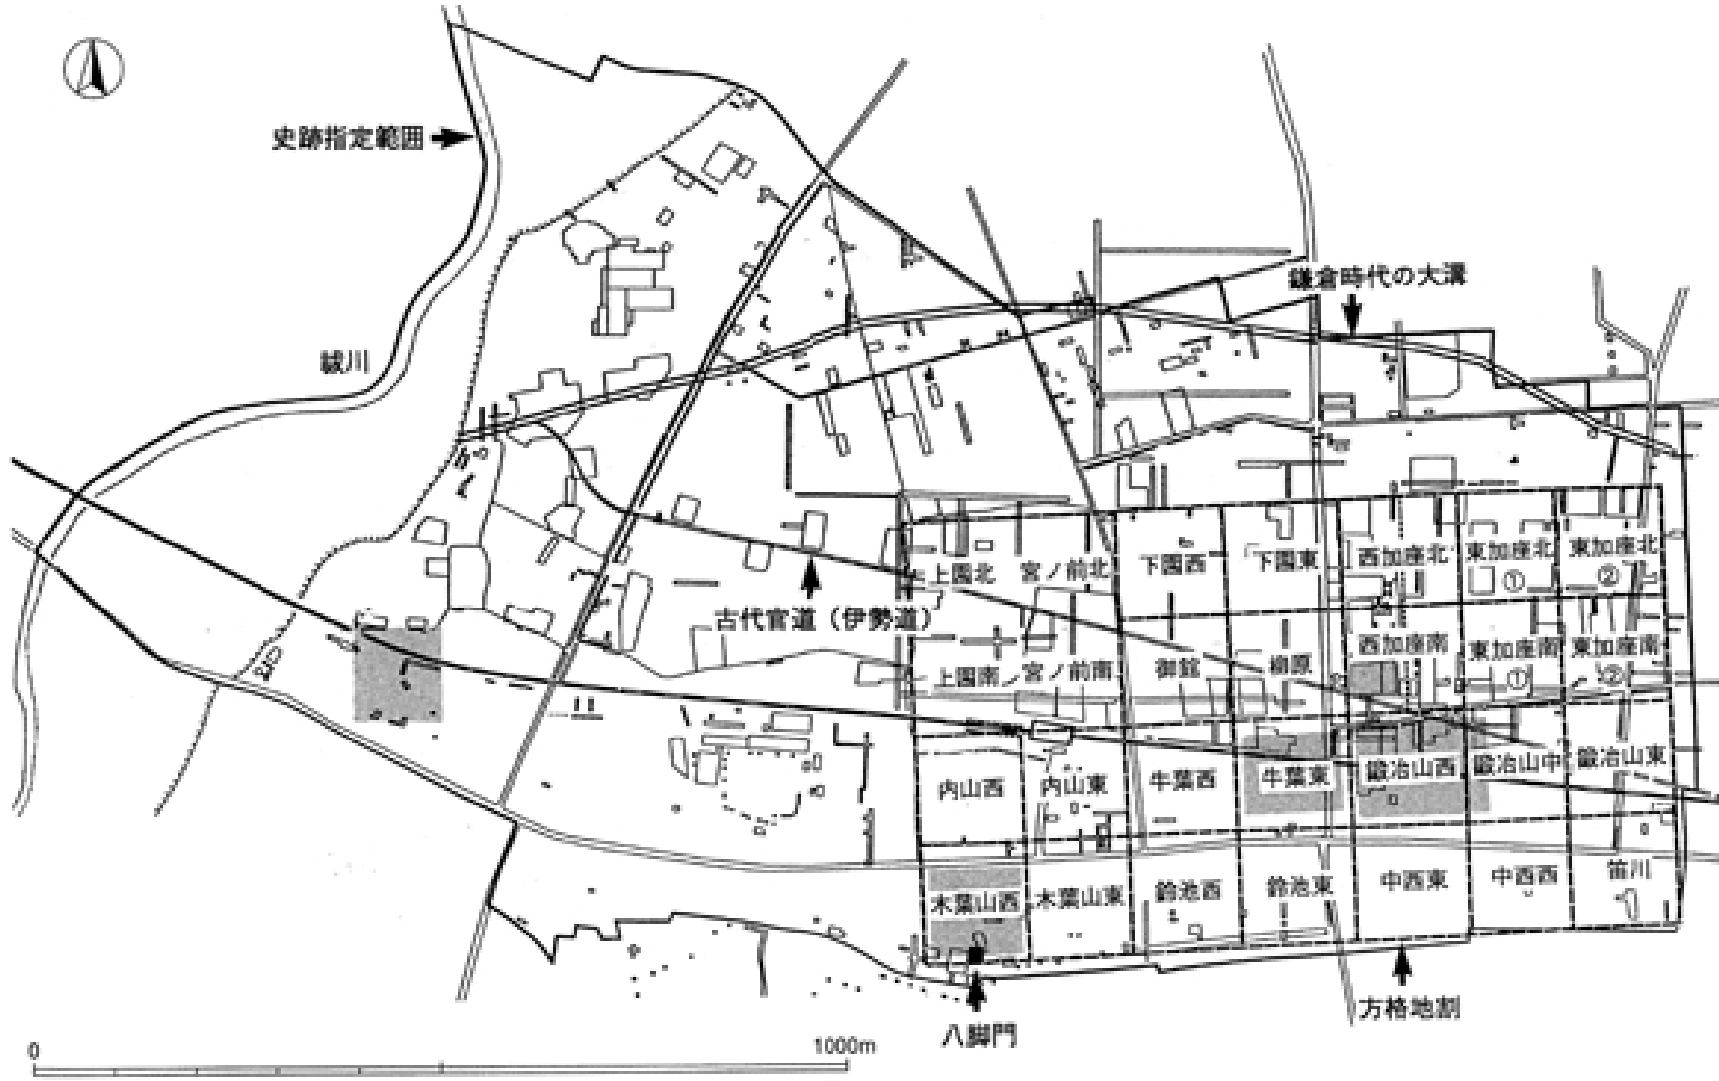 史跡指定範囲
鎌倉時代の大溝
祓川
古代官道（伊勢道）
上園北
宮ノ前北
下園西
下園東
西加座北
東加座北
①
東加座北
②
上園南
宮ノ前南
御館
柳原
西加座南
東加座南
①
東加座南
②
内山西
内山東
牛葉西
牛葉東
鍛冶山西
鍛冶山中
鍛冶山東
木葉山西
木葉山東
鈴池西
鈴池東
中西東
中西西
笛川
八脚門
方格地割
0
1000m